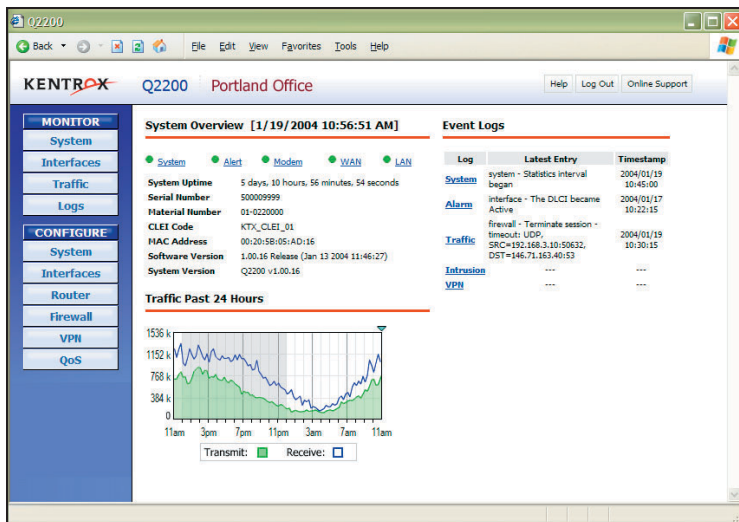 Q2200
Back
File Edit View Favorites Tools Help
KENTROX Q2200 Portland Office
Help Log Out Online Support
MONITOR
System
Interfaces
Traffic
Logs
CONFIGURE
System
Interfaces
Router
Firewall
VPN
QoS
System Overview [1/19/2004 10:56:51 AM]
System Alert Modem WAN LAN
System Uptime 5 days, 10 hours, 56 minutes, 54 seconds
Serial Number 500009999
Material Number 01-0220000
CLEI Code KTX_CLEI_01
MAC Address 00:20:5B:05:AD:16
Software Version 1.00.16 Release (Jan 13 2004 11:46:27)
System Version Q2200 v1.00.16
Traffic Past 24 Hours
1536 k
1152 k
768 k
384 k
0
11am 3pm 7pm 11pm 3am 7am 11am
Transmit: Receive:
Event Logs
Log Latest Entry Timestamp
System system - Statistics interval began 2004/01/19 10:45:00
Alarm interface - The DLCI became Active 2004/01/17 10:22:15
Traffic firewall - Terminate session - timeout: UDP, SRC=192.168.3.10:50632, DST=146.71.163.40:53 2004/01/19 10:30:15
Intrusion --- ---
VPN --- ---